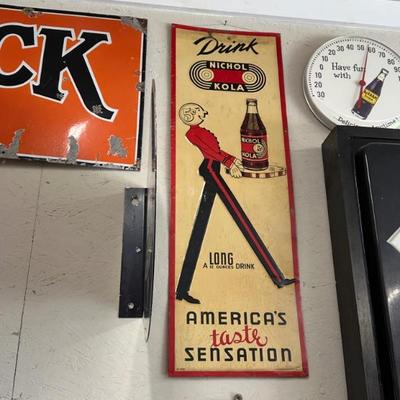 CK
Drink
NICHOL
KOLA
NICHOL
KOLA
LONG
A 12 OUNCES DRINK
AMERICA'S
taste
SENSATION
Have fun
with